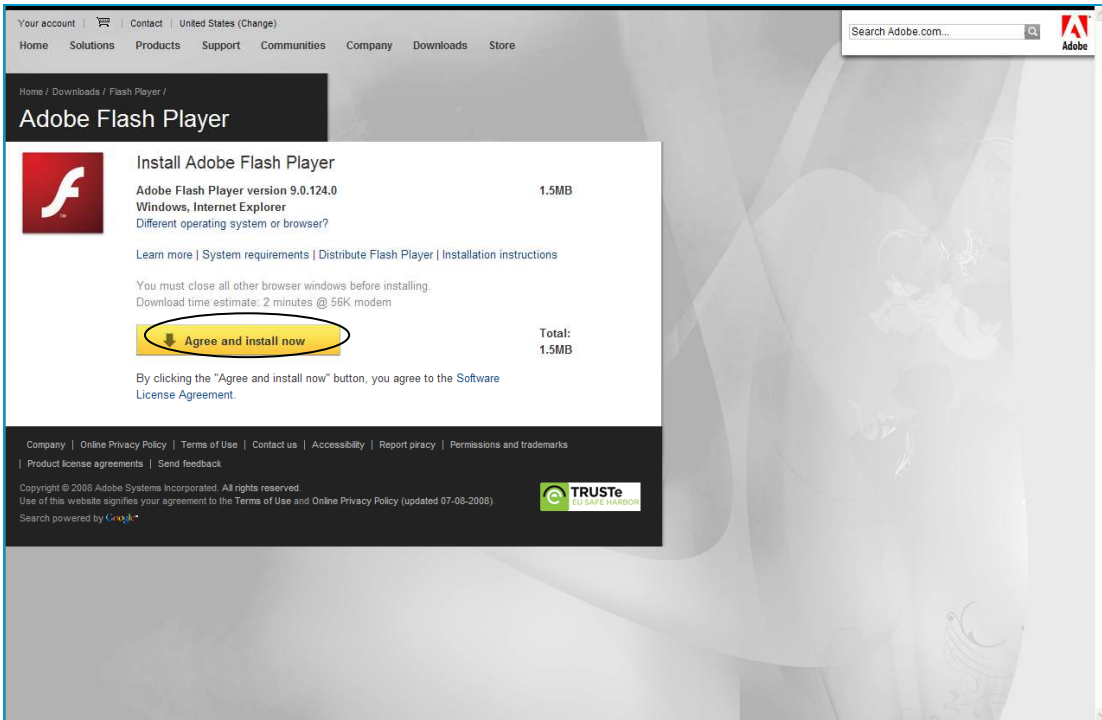 Your account | | Contact | United States (Change)
Home Solutions Products Support Communities Company Downloads Store
Search Adobe.com...
Adobe
Home / Downloads / Flash Player /
Adobe Flash Player
Install Adobe Flash Player
Adobe Flash Player version 9.0.124.0 1.5MB
Windows, Internet Explorer
Different operating system or browser?
Learn more | System requirements | Distribute Flash Player | Installation instructions
You must close all other browser windows before installing.
Download time estimate: 2 minutes @ 56K modem
Agree and install now
Total:
1.5MB
By clicking the "Agree and install now" button, you agree to the Software
License Agreement.
Company | Online Privacy Policy | Terms of Use | Contact us | Accessibility | Report piracy | Permissions and trademarks
| Product license agreements | Send feedback
Copyright © 2008 Adobe Systems Incorporated. All rights reserved.
Use of this website signifies your agreement to the Terms of Use and Online Privacy Policy (updated 07-08-2008).
Search powered by Google™
TRUSTe
EU SAFE HARBOR